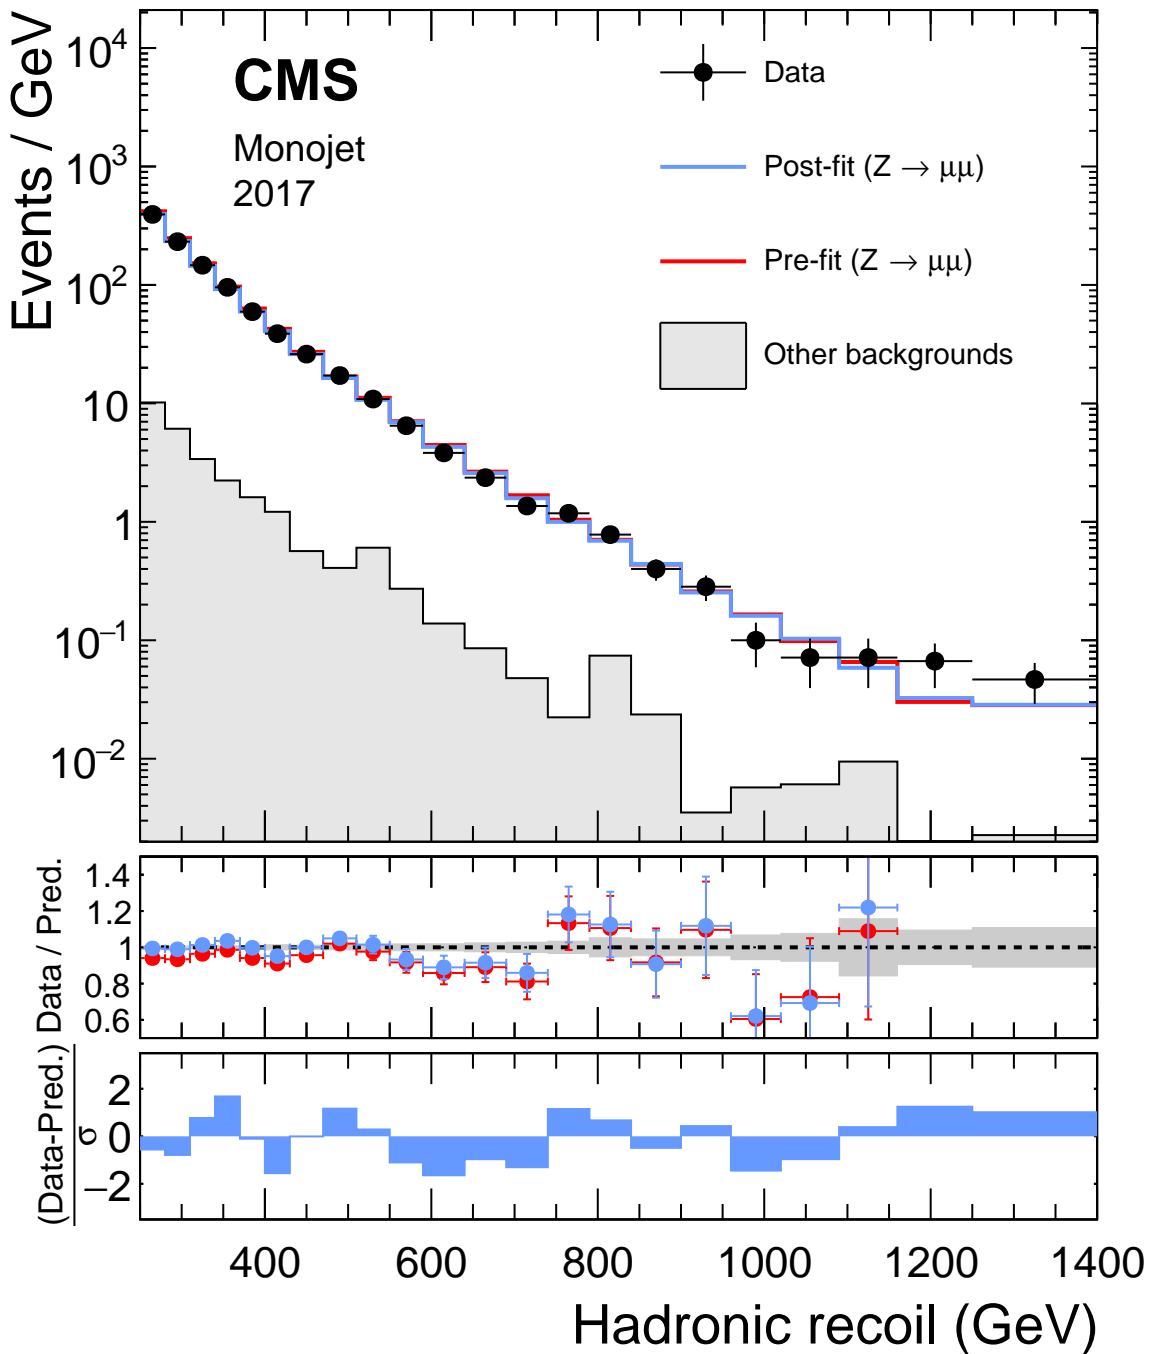 CMS
Monojet
2017
Data
Post-fit (Z → μμ)
Pre-fit (Z → μμ)
Other backgrounds
Events / GeV
10⁴
10³
10²
10
1
10⁻¹
10⁻²
Data / Pred.
1.4
1.2
1
0.8
0.6
(Data-Pred.)
σ
2
0
−2
400 600 800 1000 1200 1400
Hadronic recoil (GeV)